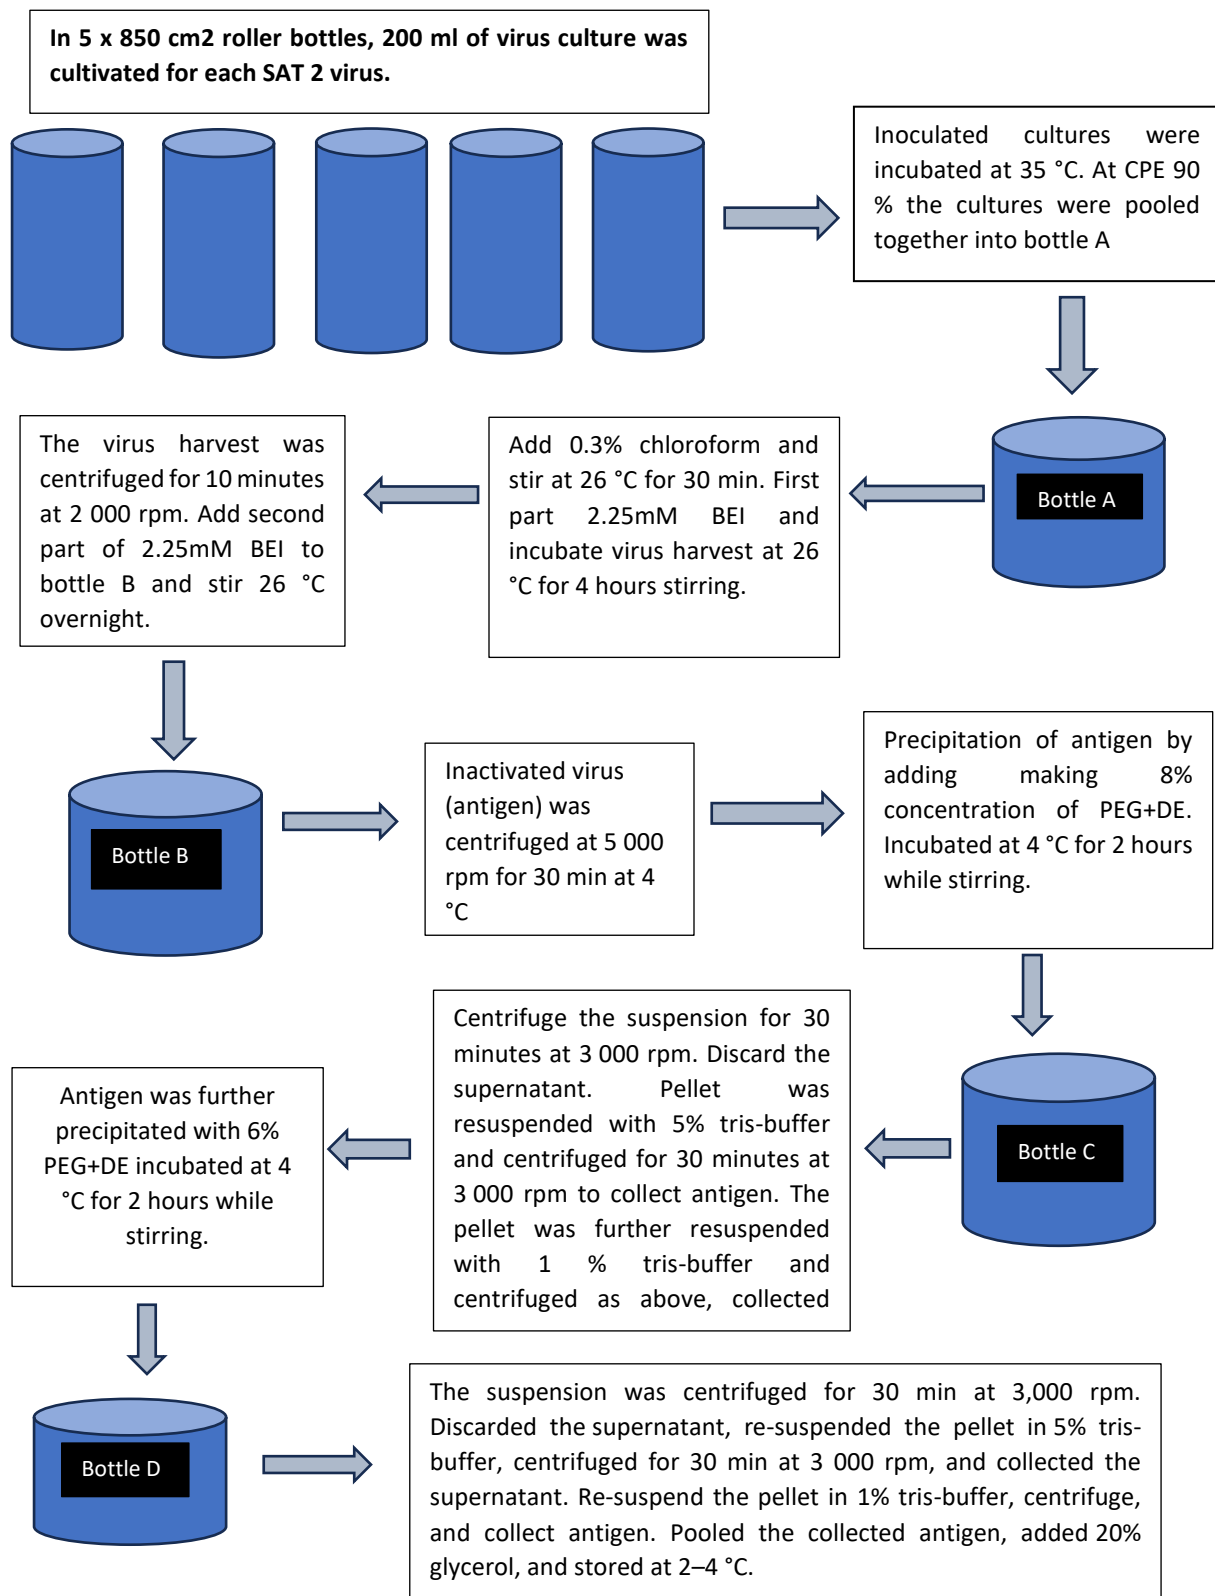 In 5 x 850 cm2 roller bottles, 200 ml of virus culture was
cultivated for each SAT 2 virus.
Inoculated cultures were
incubated at 35 °C. At CPE 90
% the cultures were pooled
together into bottle A
Bottle A
Add 0.3% chloroform and
stir at 26 °C for 30 min. First
part 2.25mM BEI and
incubate virus harvest at 26
°C for 4 hours stirring.
The virus harvest was
centrifuged for 10 minutes
at 2 000 rpm. Add second
part of 2.25mM BEI to
bottle B and stir 26 °C
overnight.
Bottle B
Inactivated virus
(antigen) was
centrifuged at 5 000
rpm for 30 min at 4
°C
Precipitation of antigen by
adding making 8%
concentration of PEG+DE.
Incubated at 4 °C for 2 hours
while stirring.
Bottle C
Centrifuge the suspension for 30
minutes at 3 000 rpm. Discard the
supernatant. Pellet was
resuspended with 5% tris-buffer
and centrifuged for 30 minutes at
3 000 rpm to collect antigen. The
pellet was further resuspended
with 1 % tris-buffer and
centrifuged as above, collected
Antigen was further
precipitated with 6%
PEG+DE incubated at 4
°C for 2 hours while
stirring.
Bottle D
The suspension was centrifuged for 30 min at 3,000 rpm.
Discarded the supernatant, re-suspended the pellet in 5% tris-
buffer, centrifuged for 30 min at 3 000 rpm, and collected the
supernatant. Re-suspend the pellet in 1% tris-buffer, centrifuge,
and collect antigen. Pooled the collected antigen, added 20%
glycerol, and stored at 2–4 °C.